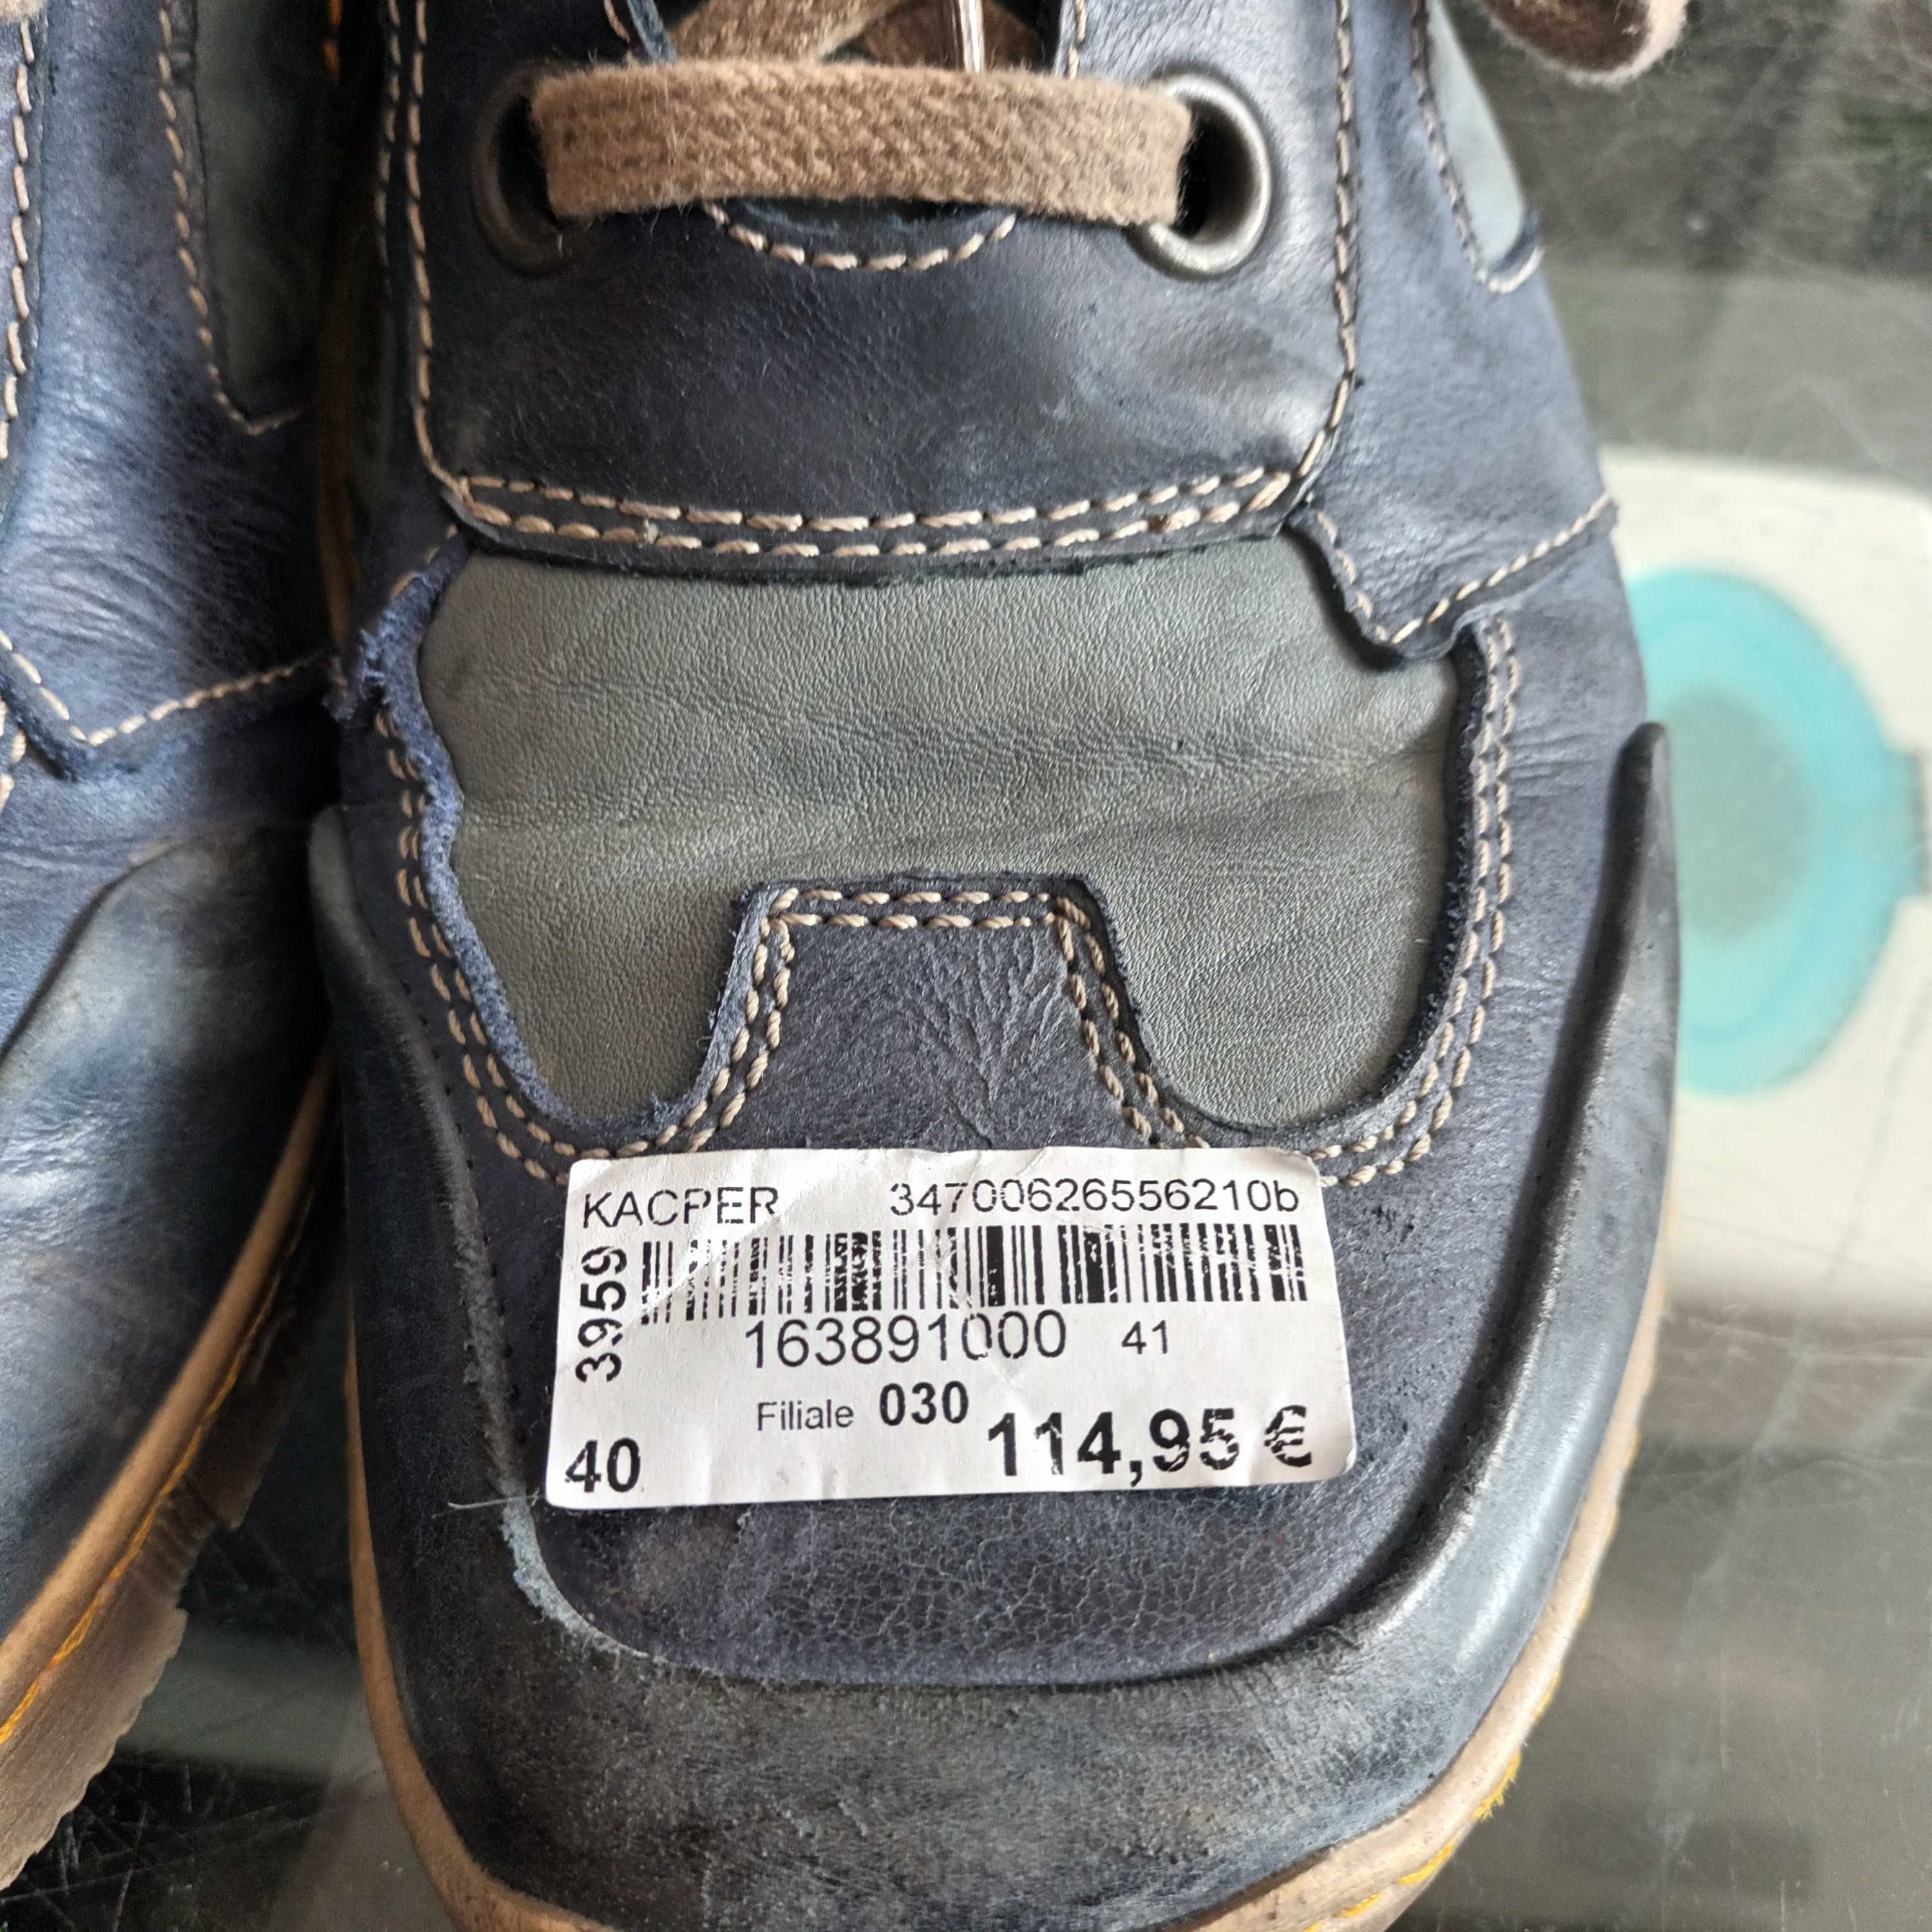 KACPER 34700626556210b
3959
163891000 41
Filiale 030
40 114,95 €